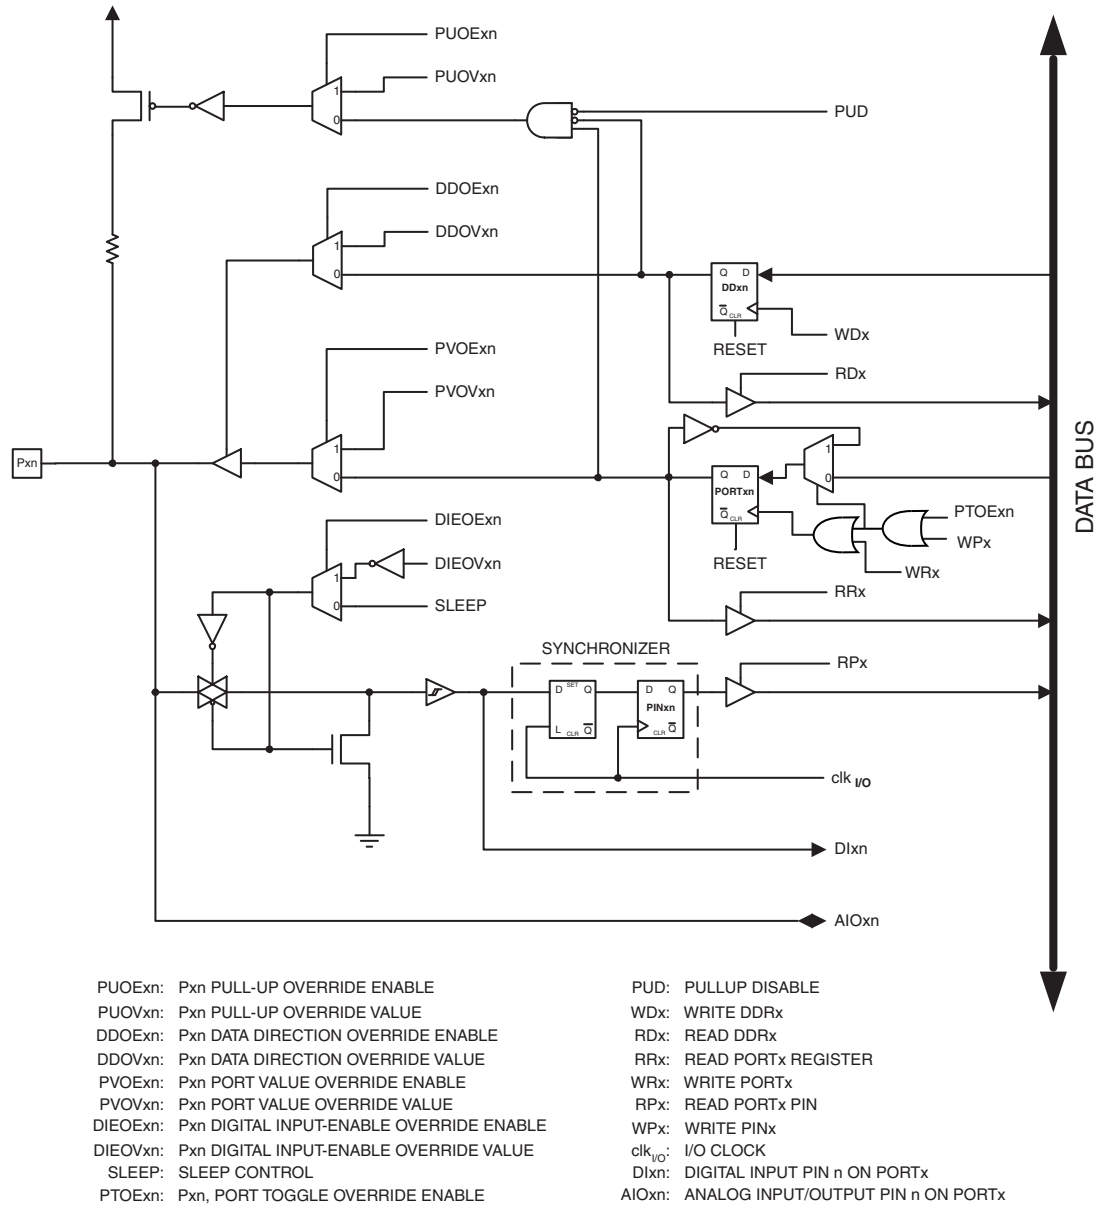 PUOExn
PUOVxn
1
0
PUD
DDOExn
DDOVxn
1
0
Q D
DDxn
Q CLR
WDx
RESET
PVOExn
RDx
PVOVxn
DATA BUS
1
0
Pxn
1
0
Q D
PORTxn
Q CLR
PTOExn
WPx
RESET
WRx
DIEOExn
DIEOVxn
1
0
SLEEP
RRx
SYNCHRONIZER
RPx
D SET Q
L CLR Q
D Q
PINxn
CLR Q
clk I/O
DIxn
AIOxn
PUOExn: Pxn PULL-UP OVERRIDE ENABLE
PUOVxn: Pxn PULL-UP OVERRIDE VALUE
DDOExn: Pxn DATA DIRECTION OVERRIDE ENABLE
DDOVxn: Pxn DATA DIRECTION OVERRIDE VALUE
PVOExn: Pxn PORT VALUE OVERRIDE ENABLE
PVOVxn: Pxn PORT VALUE OVERRIDE VALUE
DIEOExn: Pxn DIGITAL INPUT-ENABLE OVERRIDE ENABLE
DIEOVxn: Pxn DIGITAL INPUT-ENABLE OVERRIDE VALUE
SLEEP: SLEEP CONTROL
PTOExn: Pxn, PORT TOGGLE OVERRIDE ENABLE
PUD: PULLUP DISABLE
WDx: WRITE DDRx
RDx: READ DDRx
RRx: READ PORTx REGISTER
WRx: WRITE PORTx
RPx: READ PORTx PIN
WPx: WRITE PINx
clk I/O: I/O CLOCK
DIxn: DIGITAL INPUT PIN n ON PORTx
AIOxn: ANALOG INPUT/OUTPUT PIN n ON PORTx